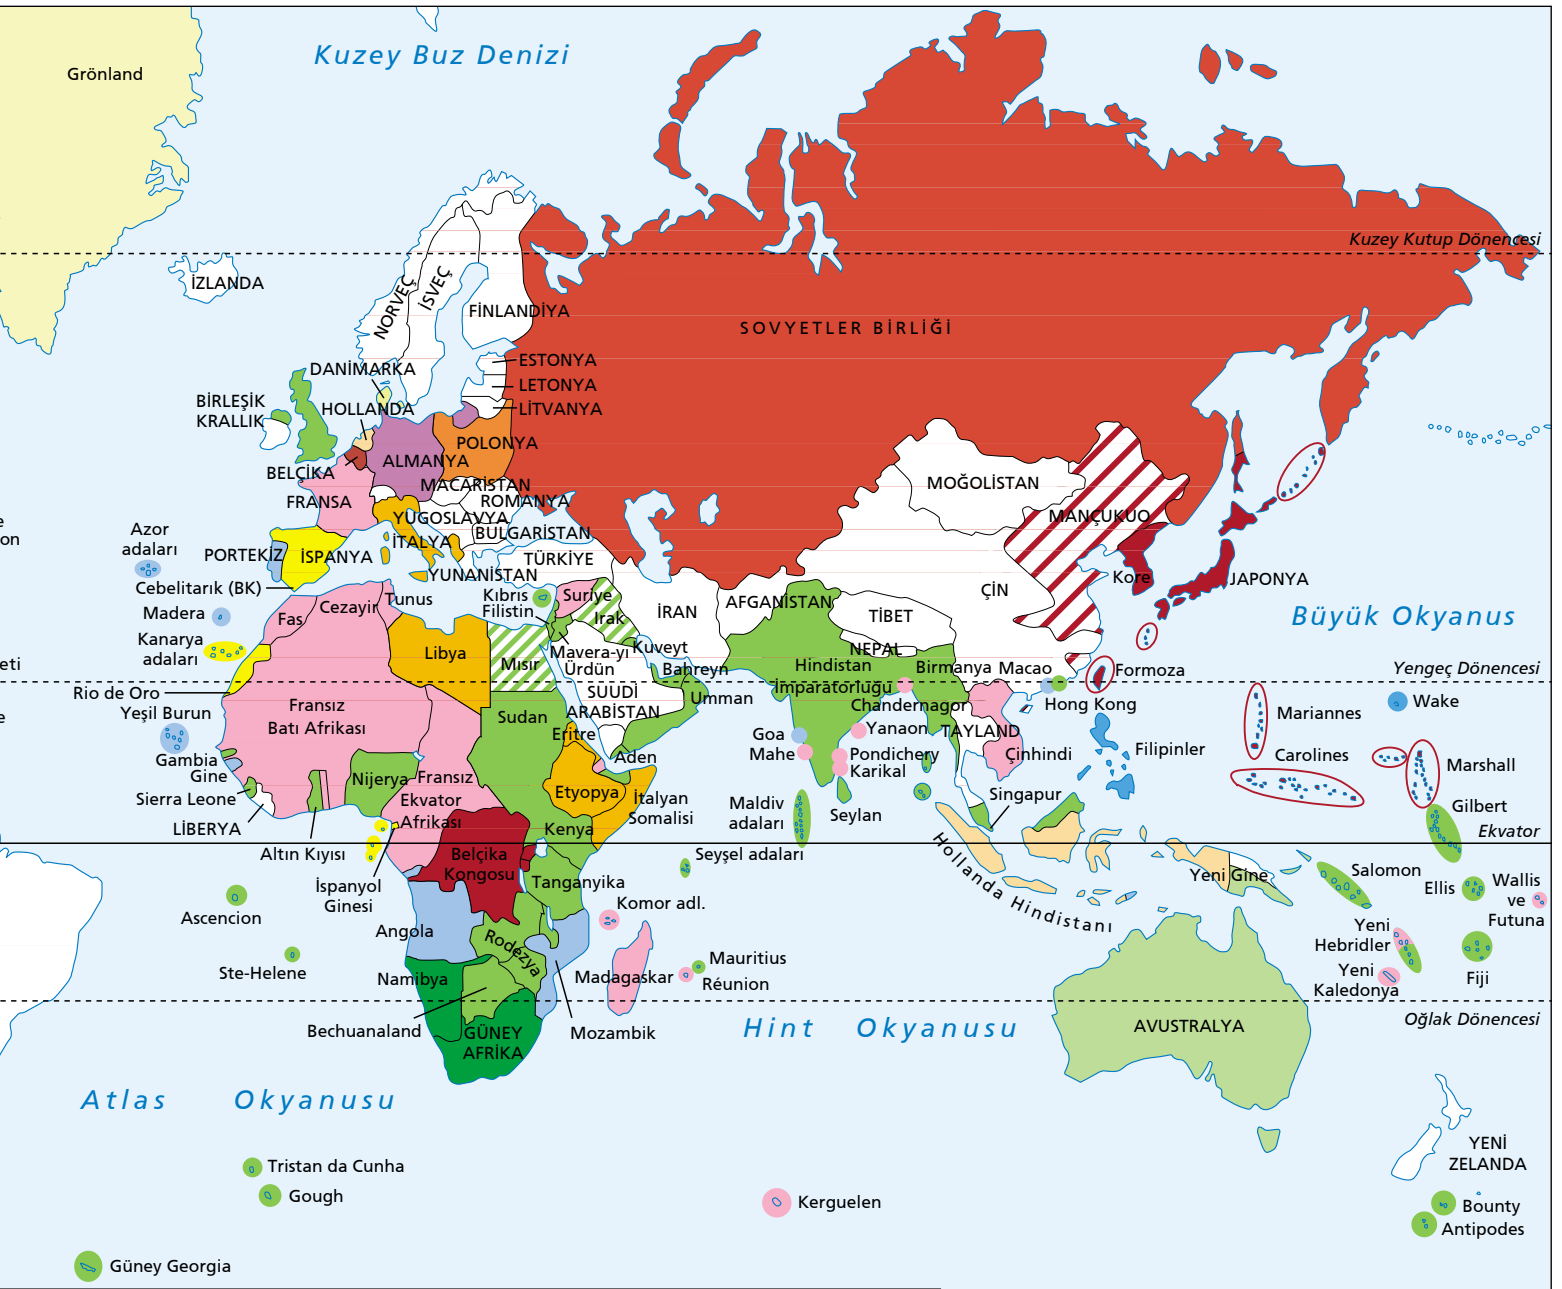 Kuzey Buz Denizi
Grönland
Kuzey Kutup Dönencesi
İZLANDA
NORVEÇ
İSVEÇ
FİNLANDİYA
SOVYETLER BİRLİĞİ
ESTONYA
DANİMARKA
LETONYA
BİRLEŞİK
KRALLIK
HOLLANDA
LİTVANYA
POLONYA
ALMANYA
BELÇİKA
MACARİSTAN
MOĞOLİSTAN
FRANSA
ROMANYA
YUGOSLAVYA
MANÇUKUO
e
on
Azor
adaları
BULGARİSTAN
İTALYA
PORTEKİZ
İSPANYA
TÜRKİYE
YUNANİSTAN
Kore
JAPONYA
Cebelitarık (BK)
Kıbrıs
Filistin
Suriye
İRAN
AFGANİSTAN
ÇİN
Tunus
Cezayir
Fas
Madera
Irak
TİBET
Büyük Okyanus
Kanarya
adaları
Libya
Mısır
Mavera-yı
Ürdün
Kuveyt
NEPAL
eti
Bahreyn
Hindistan
İmparatorluğu
Birmanya
Macao
Formoza
Yengeç Dönencesi
Rio de Oro
SUUDİ
ARABİSTAN
Umman
Chandernagor
Hong Kong
Wake
Yeşil Burun
Fransız
Batı Afrikası
Sudan
Mariannes
e
Eritre
Goa
Yanaon
TAYLAND
Filipinler
Gambia
Gine
Aden
Mahe
Pondichery
Karikal
Çinhindi
Carolines
Marshall
Nijerya
Fransız
Ekvator
Afrikası
Etyopya
İtalyan
Somalisi
Singapur
Sierra Leone
LİBERYA
Maldiv
adaları
Seylan
Gilbert
Kenya
Ekvator
Altın Kıyısı
Belçika
Kongosu
Seyşel adaları
Hollanda Hindistanı
Yeni Gine
Salomon
İspanyol
Ginesi
Tanganyika
Ellis
Wallis
ve
Futuna
Ascencion
Komor adl.
Angola
Rodezya
Yeni
Hebridler
Ste-Helene
Namibya
Madagaskar
Mauritius
Réunion
Yeni
Kaledonya
Fiji
Bechuanaland
GÜNEY
AFRİKA
Mozambik
Hint Okyanusu
AVUSTRALYA
Oğlak Dönencesi
Atlas Okyanusu
YENİ
ZELANDA
Tristan da Cunha
Gough
Kerguelen
Bounty
Antipodes
Güney Georgia